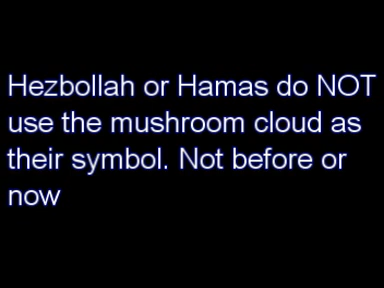 Hezbollah or Hamas do NOT
use the mushroom cloud as
their symbol. Not before or
now